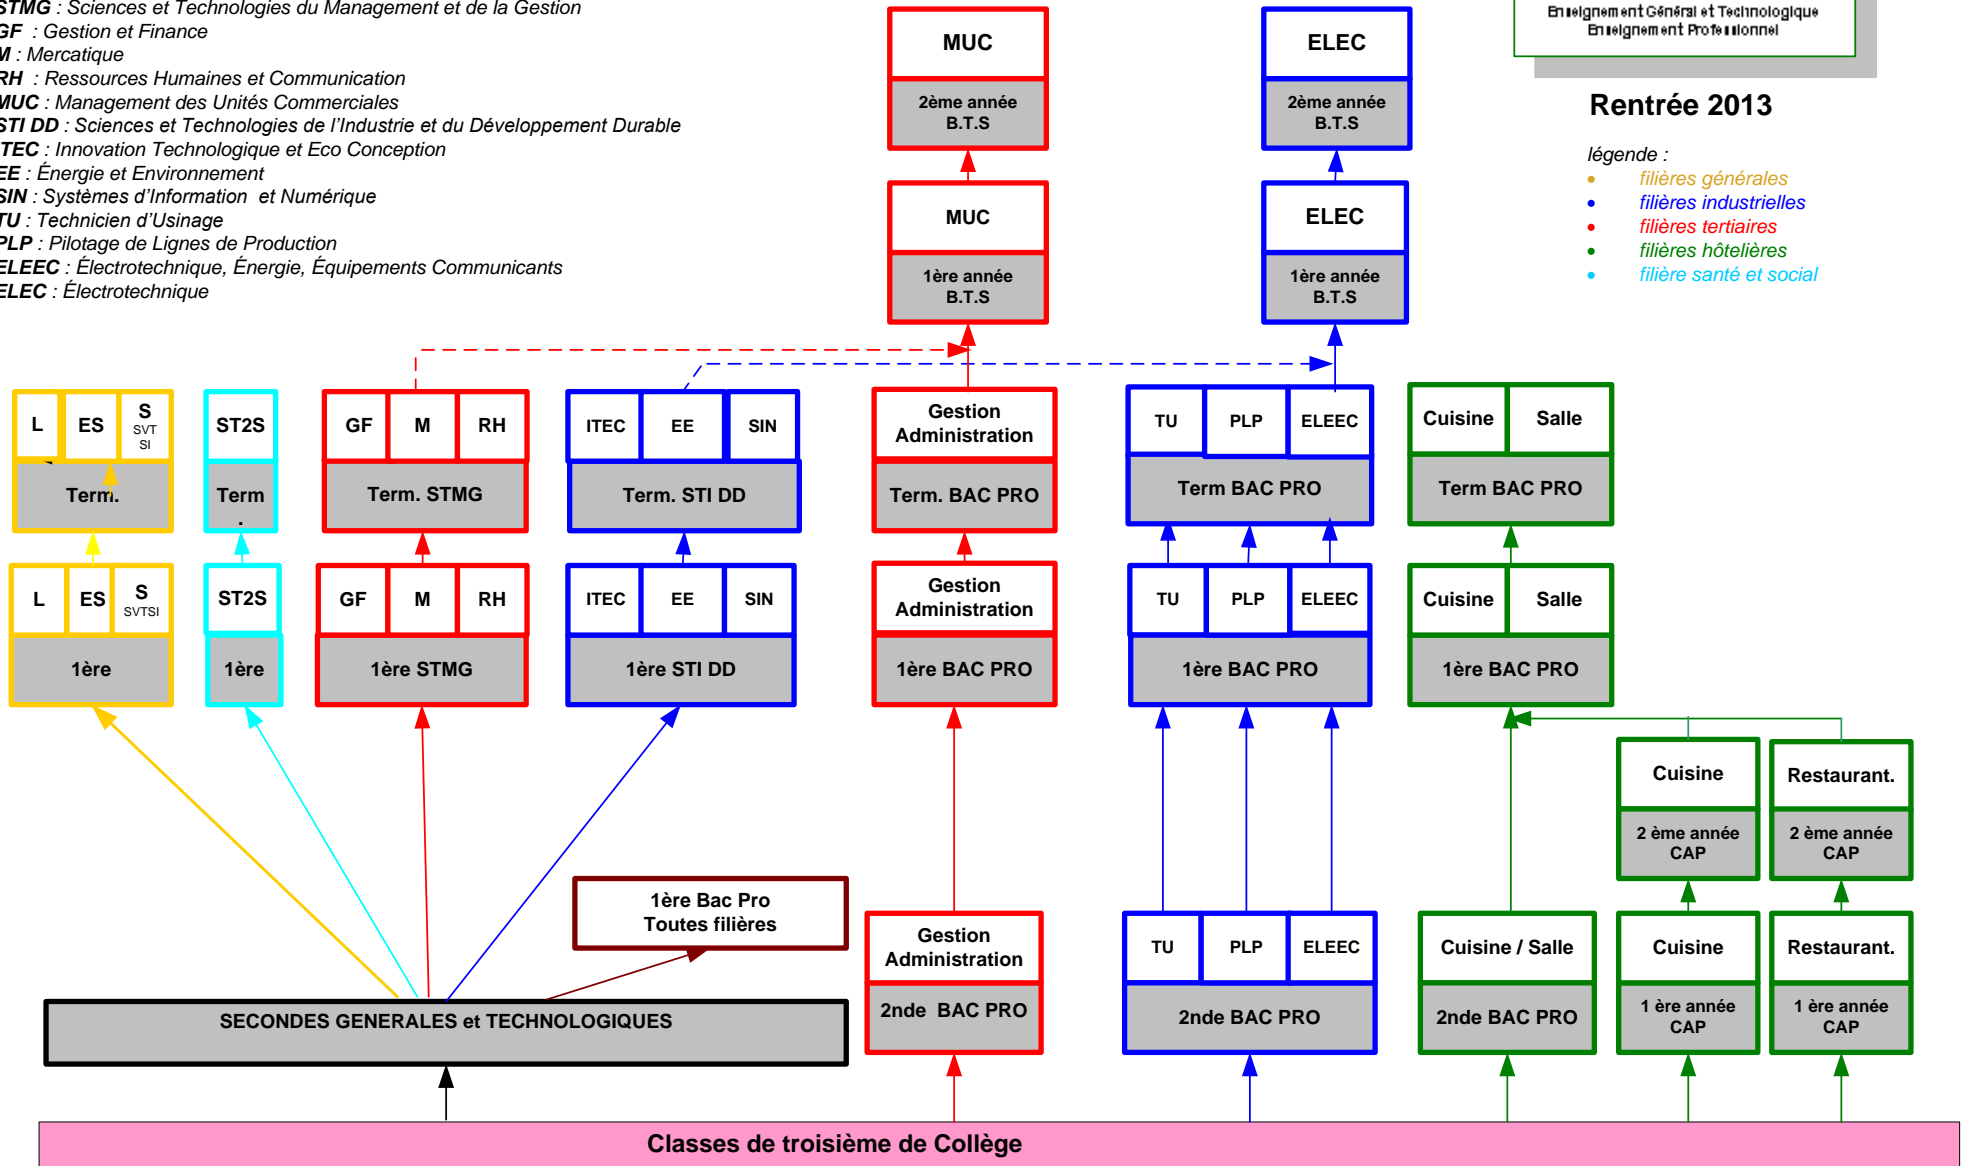 STMG : Sciences et Technologies du Management et de la Gestion
GF : Gestion et Finance
M : Mercatique
RH : Ressources Humaines et Communication
MUC : Management des Unités Commerciales
STI DD : Sciences et Technologies de l'Industrie et du Développement Durable
ITEC : Innovation Technologique et Eco Conception
EE : Énergie et Environnement
SIN : Systèmes d'Information et Numérique
TU : Technicien d'Usinage
PLP : Pilotage de Lignes de Production
ELEEC : Électrotechnique, Énergie, Équipements Communicants
ELEC : Électrotechnique
Enseignement Général et Technologique
Enseignement Professionnel
Rentrée 2013
légende :
• filières générales
• filières industrielles
• filières tertiaires
• filières hôtelières
• filière santé et social
MUC
2ème année
B.T.S
ELEC
2ème année
B.T.S
MUC
1ère année
B.T.S
ELEC
1ère année
B.T.S
L
ES
S
SVT
SI
Term.
ST2S
Term
.
GF
M
RH
Term. STMG
ITEC
EE
SIN
Term. STI DD
Gestion
Administration
Term. BAC PRO
TU
PLP
ELEEC
Term BAC PRO
Cuisine
Salle
Term BAC PRO
L
ES
S
SVTSI
1ère
ST2S
1ère
GF
M
RH
1ère STMG
ITEC
EE
SIN
1ère STI DD
Gestion
Administration
1ère BAC PRO
TU
PLP
ELEEC
1ère BAC PRO
Cuisine
Salle
1ère BAC PRO
Cuisine
2 ème année
CAP
Restaurant.
2 ème année
CAP
1ère Bac Pro
Toutes filières
SECONDES GENERALES et TECHNOLOGIQUES
Gestion
Administration
2nde BAC PRO
TU
PLP
ELEEC
2nde BAC PRO
Cuisine / Salle
2nde BAC PRO
Cuisine
1 ère année
CAP
Restaurant.
1 ère année
CAP
Classes de troisième de Collège